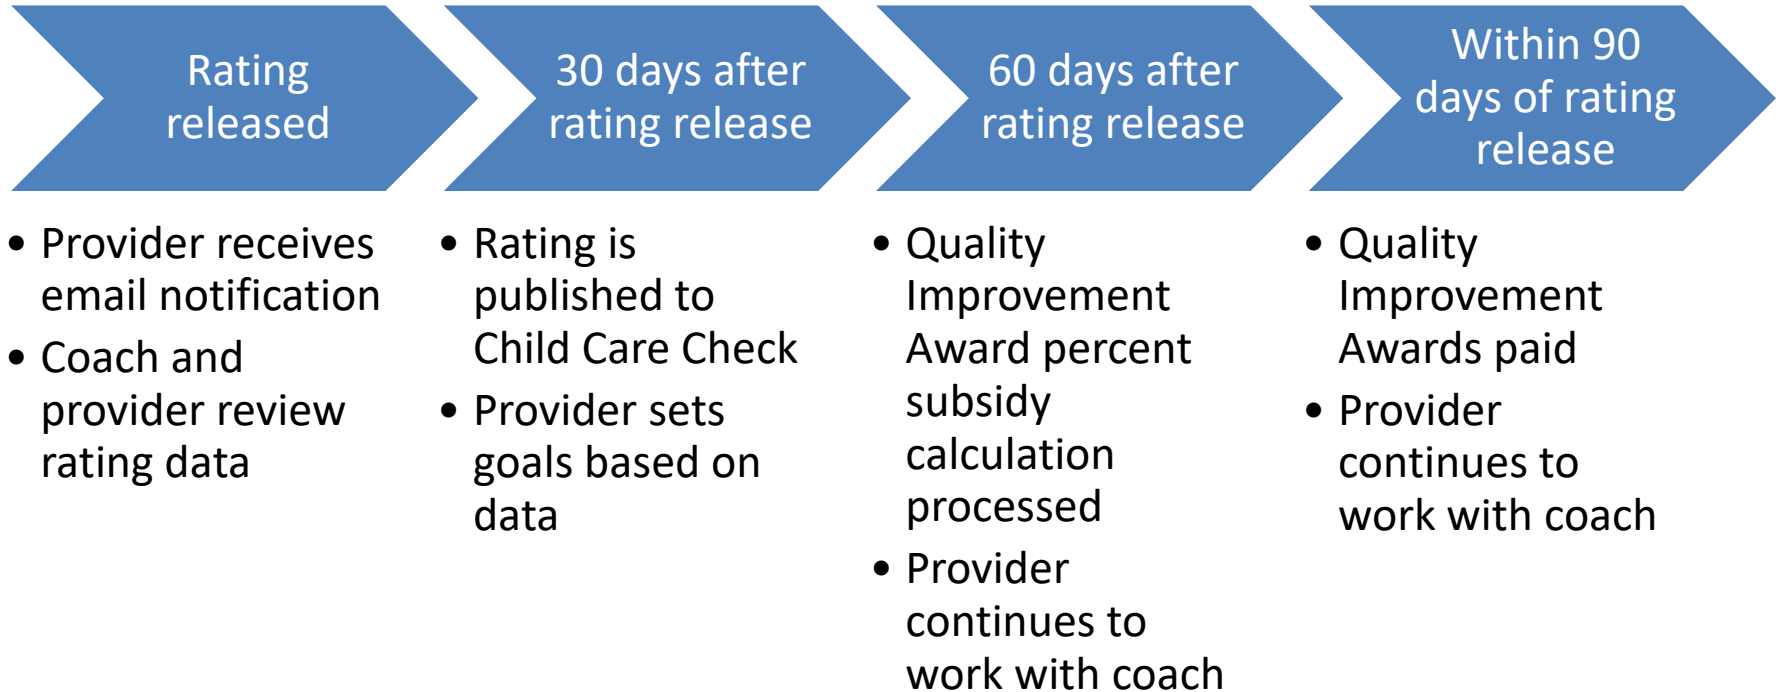 Rating
released
30 days after
rating release
60 days after
rating release
Within 90
days of rating
release
• Provider receives
email notification
• Coach and
provider review
rating data
• Rating is
published to
Child Care Check
• Provider sets
goals based on
data
• Quality
Improvement
Award percent
subsidy
calculation
processed
• Provider
continues to
work with coach
• Quality
Improvement
Awards paid
• Provider
continues to
work with coach